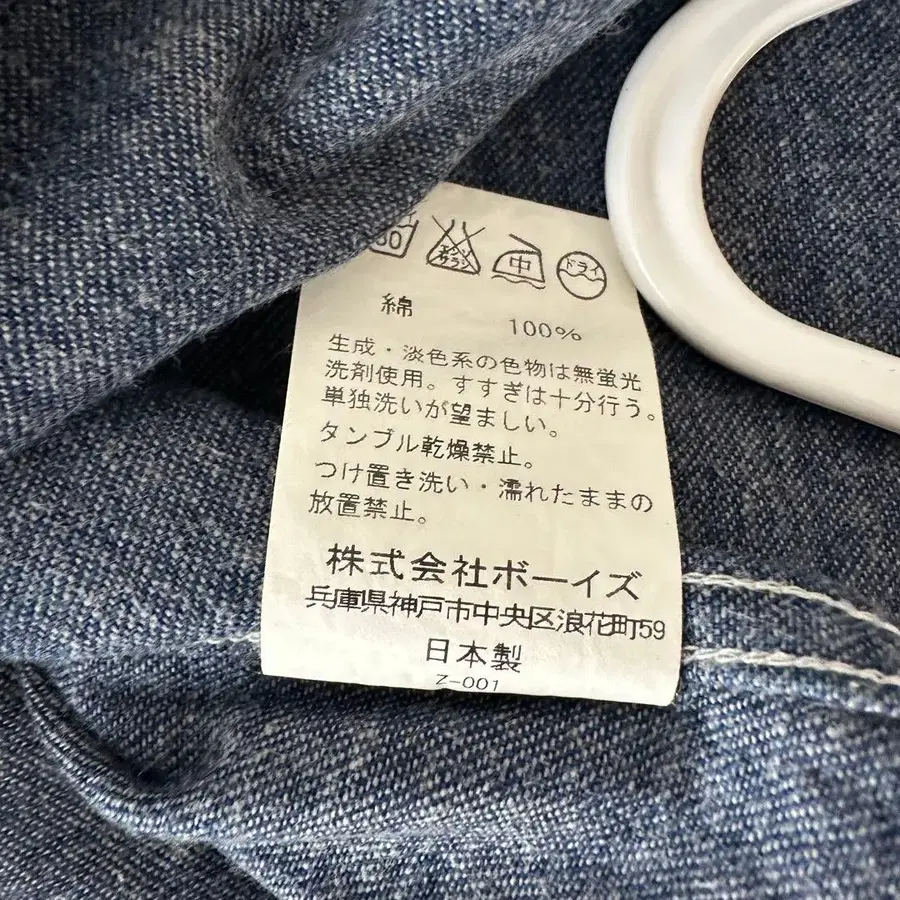 中
ドライ
綿
100%
生成・淡色系の色物は無蛍光
洗剤使用。すすぎは十分行う。
単独洗いが望ましい。
タンブル乾燥禁止。
つけ置き洗い・濡れたままの
放置禁止。
株式会社ボーイズ
兵庫県神戸市中央区浪花町59
日本製
Z-001